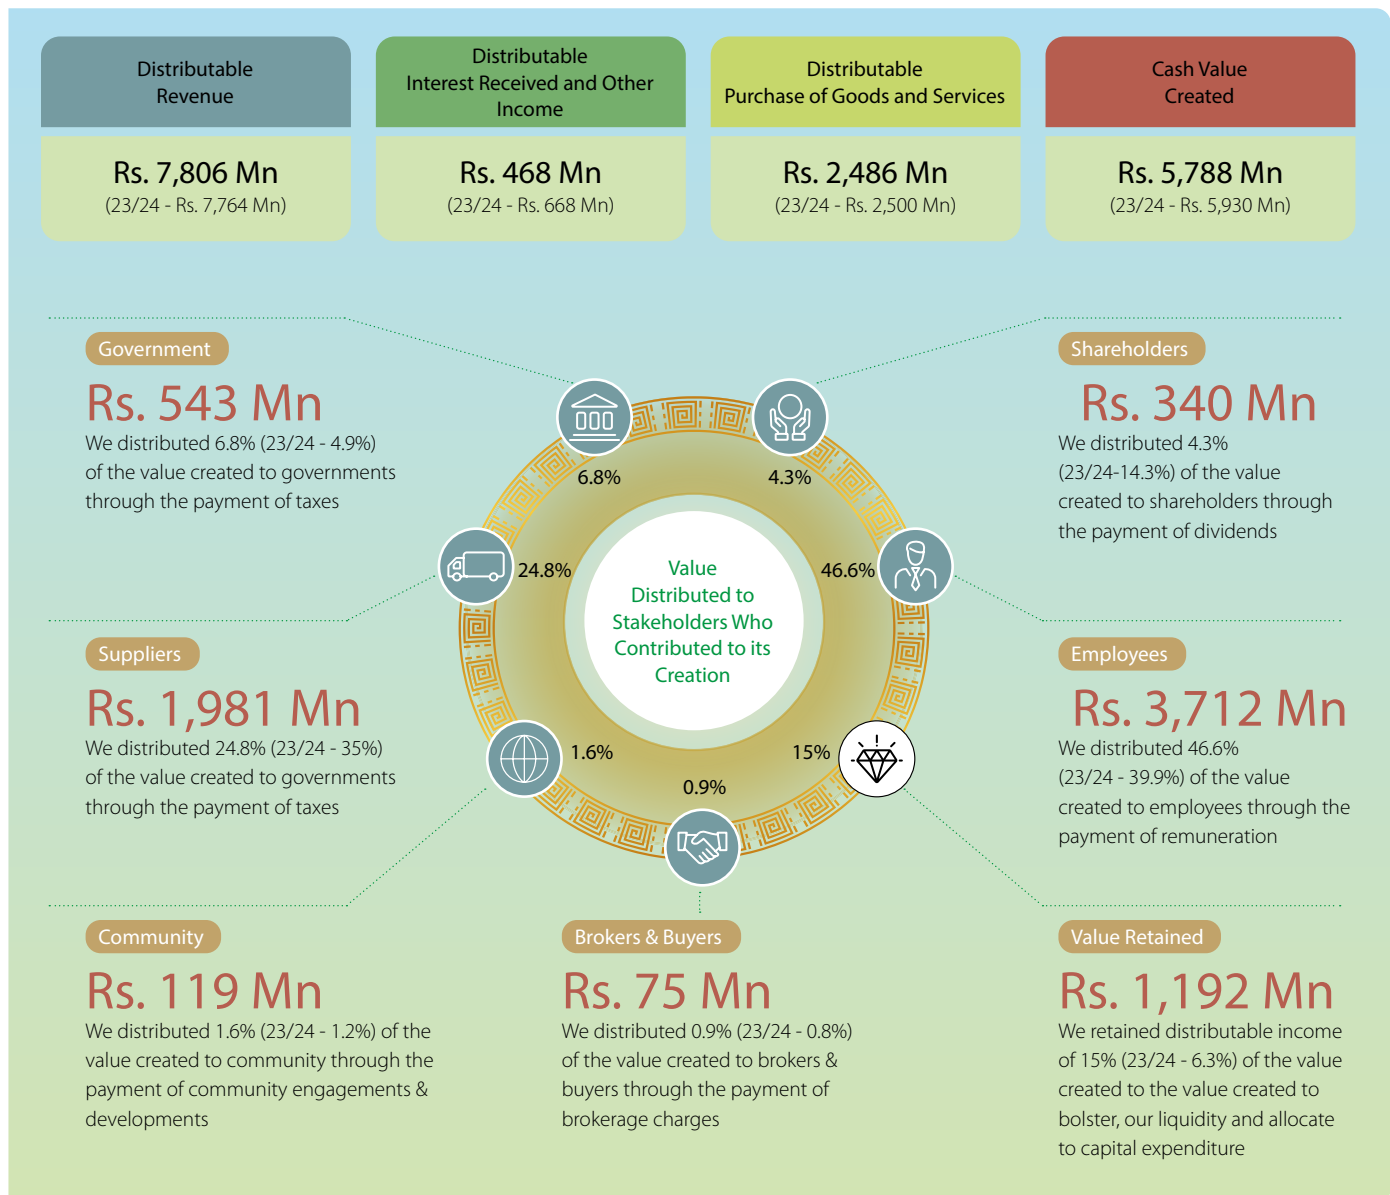 Distributable
Revenue
Rs. 7,806 Mn
(23/24 - Rs. 7,764 Mn)
Distributable
Interest Received and Other
Income
Rs. 468 Mn
(23/24 - Rs. 668 Mn)
Distributable
Purchase of Goods and Services
Rs. 2,486 Mn
(23/24 - Rs. 2,500 Mn)
Cash Value
Created
Rs. 5,788 Mn
(23/24 - Rs. 5,930 Mn)
Government
Rs. 543 Mn
We distributed 6.8% (23/24 - 4.9%)
of the value created to governments
through the payment of taxes
Shareholders
Rs. 340 Mn
We distributed 4.3%
(23/24-14.3%) of the value
created to shareholders through
the payment of dividends
6.8%
4.3%
24.8%
46.6%
Value
Distributed to
Stakeholders Who
Contributed to its
Creation
1.6%
15%
0.9%
Suppliers
Rs. 1,981 Mn
We distributed 24.8% (23/24 - 35%)
of the value created to governments
through the payment of taxes
Employees
Rs. 3,712 Mn
We distributed 46.6%
(23/24 - 39.9%) of the value
created to employees through the
payment of remuneration
Community
Rs. 119 Mn
We distributed 1.6% (23/24 - 1.2%) of the
value created to community through the
payment of community engagements &
developments
Brokers & Buyers
Rs. 75 Mn
We distributed 0.9% (23/24 - 0.8%)
of the value created to brokers &
buyers through the payment of
brokerage charges
Value Retained
Rs. 1,192 Mn
We retained distributable income
of 15% (23/24 - 6.3%) of the value
created to the value created to
bolster, our liquidity and allocate
to capital expenditure